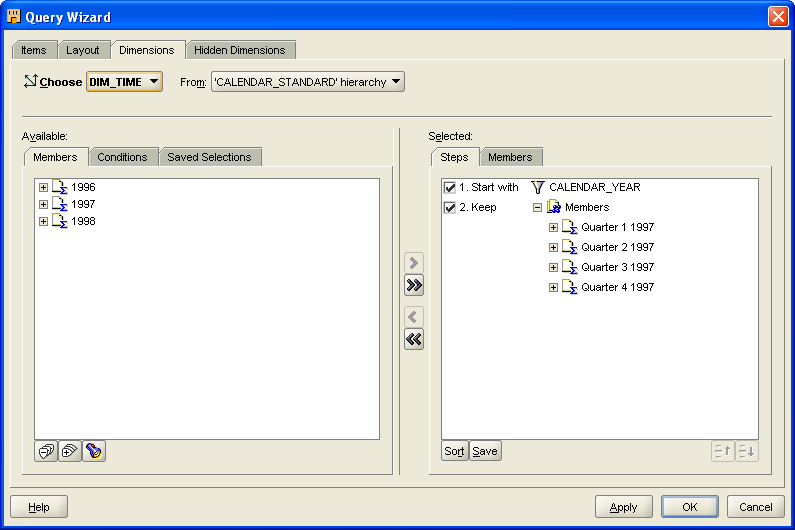 Query Wizard
Items Layout Dimensions Hidden Dimensions
Choose DIM_TIME From: 'CALENDAR_STANDARD' hierarchy
Available: Selected:
Members Conditions Saved Selections Steps Members
1996 1. Start with CALENDAR_YEAR
1997 2. Keep Members
1998 Quarter 1 1997
Quarter 2 1997
Quarter 3 1997
Quarter 4 1997
Sort Save
Help Apply OK Cancel